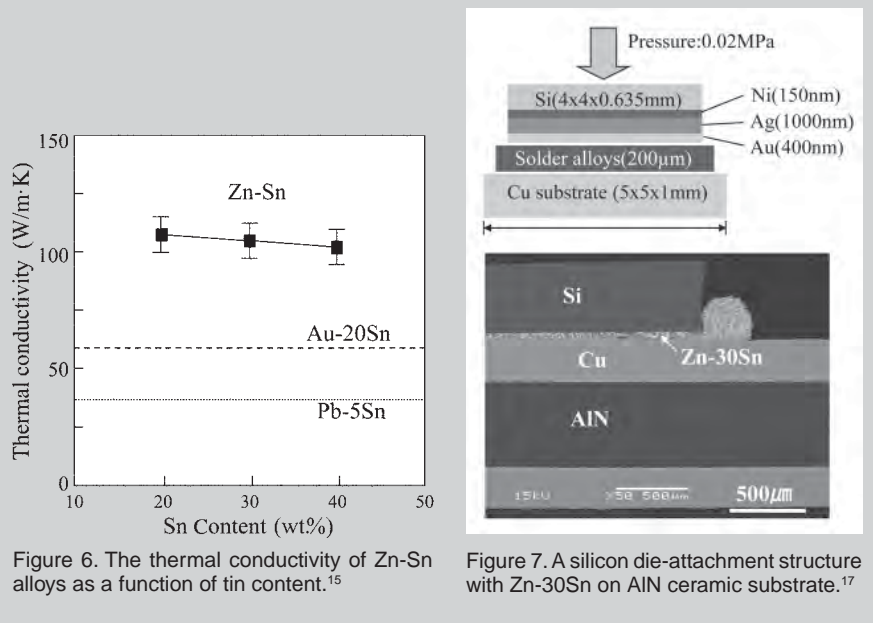 150
100
50
0
10
20
30
40
50
Thermal conductivity (W/m·K)
Sn Content (wt.%)
Zn-Sn
Au-20Sn
Pb-5Sn
Figure 6. The thermal conductivity of Zn-Sn
alloys as a function of tin content.15
Pressure:0.02MPa
Si(4x4x0.635mm)
Ni(150nm)
Ag(1000nm)
Au(400nm)
Solder alloys(200µm)
Cu substrate (5x5x1mm)
Si
Zn-30Sn
Cu
AlN
15kU X50 500µm 500µm
Figure 7. A silicon die-attachment structure
with Zn-30Sn on AlN ceramic substrate.17